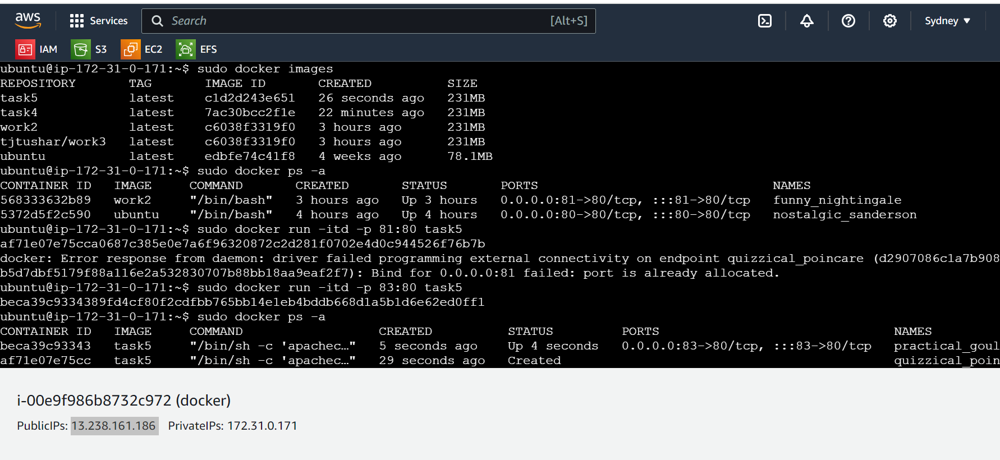 aws Services Search [Alt+S] Sydney ▼
IAM S3 EC2 EFS
ubuntu@ip-172-31-0-171:~$ sudo docker images
REPOSITORY TAG IMAGE ID CREATED SIZE
task5 latest c1d2d243e651 26 seconds ago 231MB
task4 latest 7ac30bcc2f1e 22 minutes ago 231MB
work2 latest c6038f3319f0 3 hours ago 231MB
tjtushar/work3 latest c6038f3319f0 3 hours ago 231MB
ubuntu latest edbfe74c41f8 4 weeks ago 78.1MB
ubuntu@ip-172-31-0-171:~$ sudo docker ps -a
CONTAINER ID IMAGE COMMAND CREATED STATUS PORTS NAMES
568333632b89 work2 "/bin/bash" 3 hours ago Up 3 hours 0.0.0.0:81->80/tcp, :::81->80/tcp funny_nightingale
5372d5f2c590 ubuntu "/bin/bash" 4 hours ago Up 4 hours 0.0.0.0:80->80/tcp, :::80->80/tcp nostalgic_sanderson
ubuntu@ip-172-31-0-171:~$ sudo docker run -itd -p 81:80 task5
af71e07e75cca0687c385e0e7a6f96320872c2d281f0702e4d0c944526f76b7b
docker: Error response from daemon: driver failed programming external connectivity on endpoint quizzical_poincare (d2907086c1a7b908
b5d7dbf5179f88a116e2a532830707b88bb18aa9eaf2f7): Bind for 0.0.0.0:81 failed: port is already allocated.
ubuntu@ip-172-31-0-171:~$ sudo docker run -itd -p 83:80 task5
beca39c9334389fd4cf80f2cdfbb765bb14e1eb4bddb668d1a5b1d6e62ed0ff1
ubuntu@ip-172-31-0-171:~$ sudo docker ps -a
CONTAINER ID IMAGE COMMAND CREATED STATUS PORTS NAMES
beca39c93343 task5 "/bin/sh -c 'apachec…" 5 seconds ago Up 4 seconds 0.0.0.0:83->80/tcp, :::83->80/tcp practical_goul
af71e07e75cc task5 "/bin/sh -c 'apachec…" 29 seconds ago Created quizzical_poin
i-00e9f986b8732c972 (docker)
PublicIPs: 13.238.161.186 PrivateIPs: 172.31.0.171